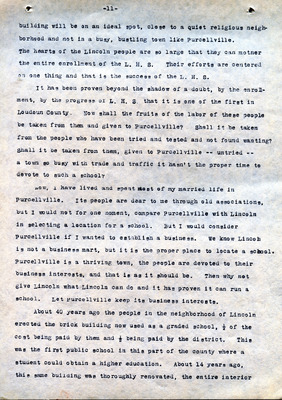 -11-
building will be on an ideal spot, close to a quiet religious neigh-
borhood and not in a busy, bustling town like Purcellville.
The hearts of the Lincoln people are so large that they can mother
the entire enrollment of the L. H. S. Their efforts are centered
on one thing and that is the success of the L. H. S.
It has been proven beyond the shadow of a doubt, by the enroll-
ment, by the progress of L. H. S. that it is one of the first in
Loudoun County. Now shall the fruits of the labor of these people
be taken from them and given to Purcellville? Shall it be taken
from the people who have been tried and tested and not found wanting?
Shall it be taken from them, given to Purcellville -- untried --
a town so busy with trade and traffic it hasn't the proper time to
devote to such a school?
Now, I have lived and spent most of my married life in
Purcellville. Its people are dear to me through old associations,
but I would not for one moment, compare Purcellville with Lincoln
in selecting a location for a school. But I would consider
Purcellville if I wanted to establish a business. We know Lincoln
is not a business mart, but it is the proper place to locate a school.
Purcellville is a thriving town, the people are devoted to their
business interests, and that is as it should be. Then why not
give Lincoln what Lincoln can do and it has proven it can run a
school. Let Purcellville keep its business interests.
About 40 years ago the people in the neighborhood of Lincoln
erected the brick building now used as a graded school, of the
cost being paid by them and being paid by the district. This
was the first public school in this part of the county where a
student could obtain a higher education. About 14 years ago,
this same building was thoroughly renovated, the entire interior